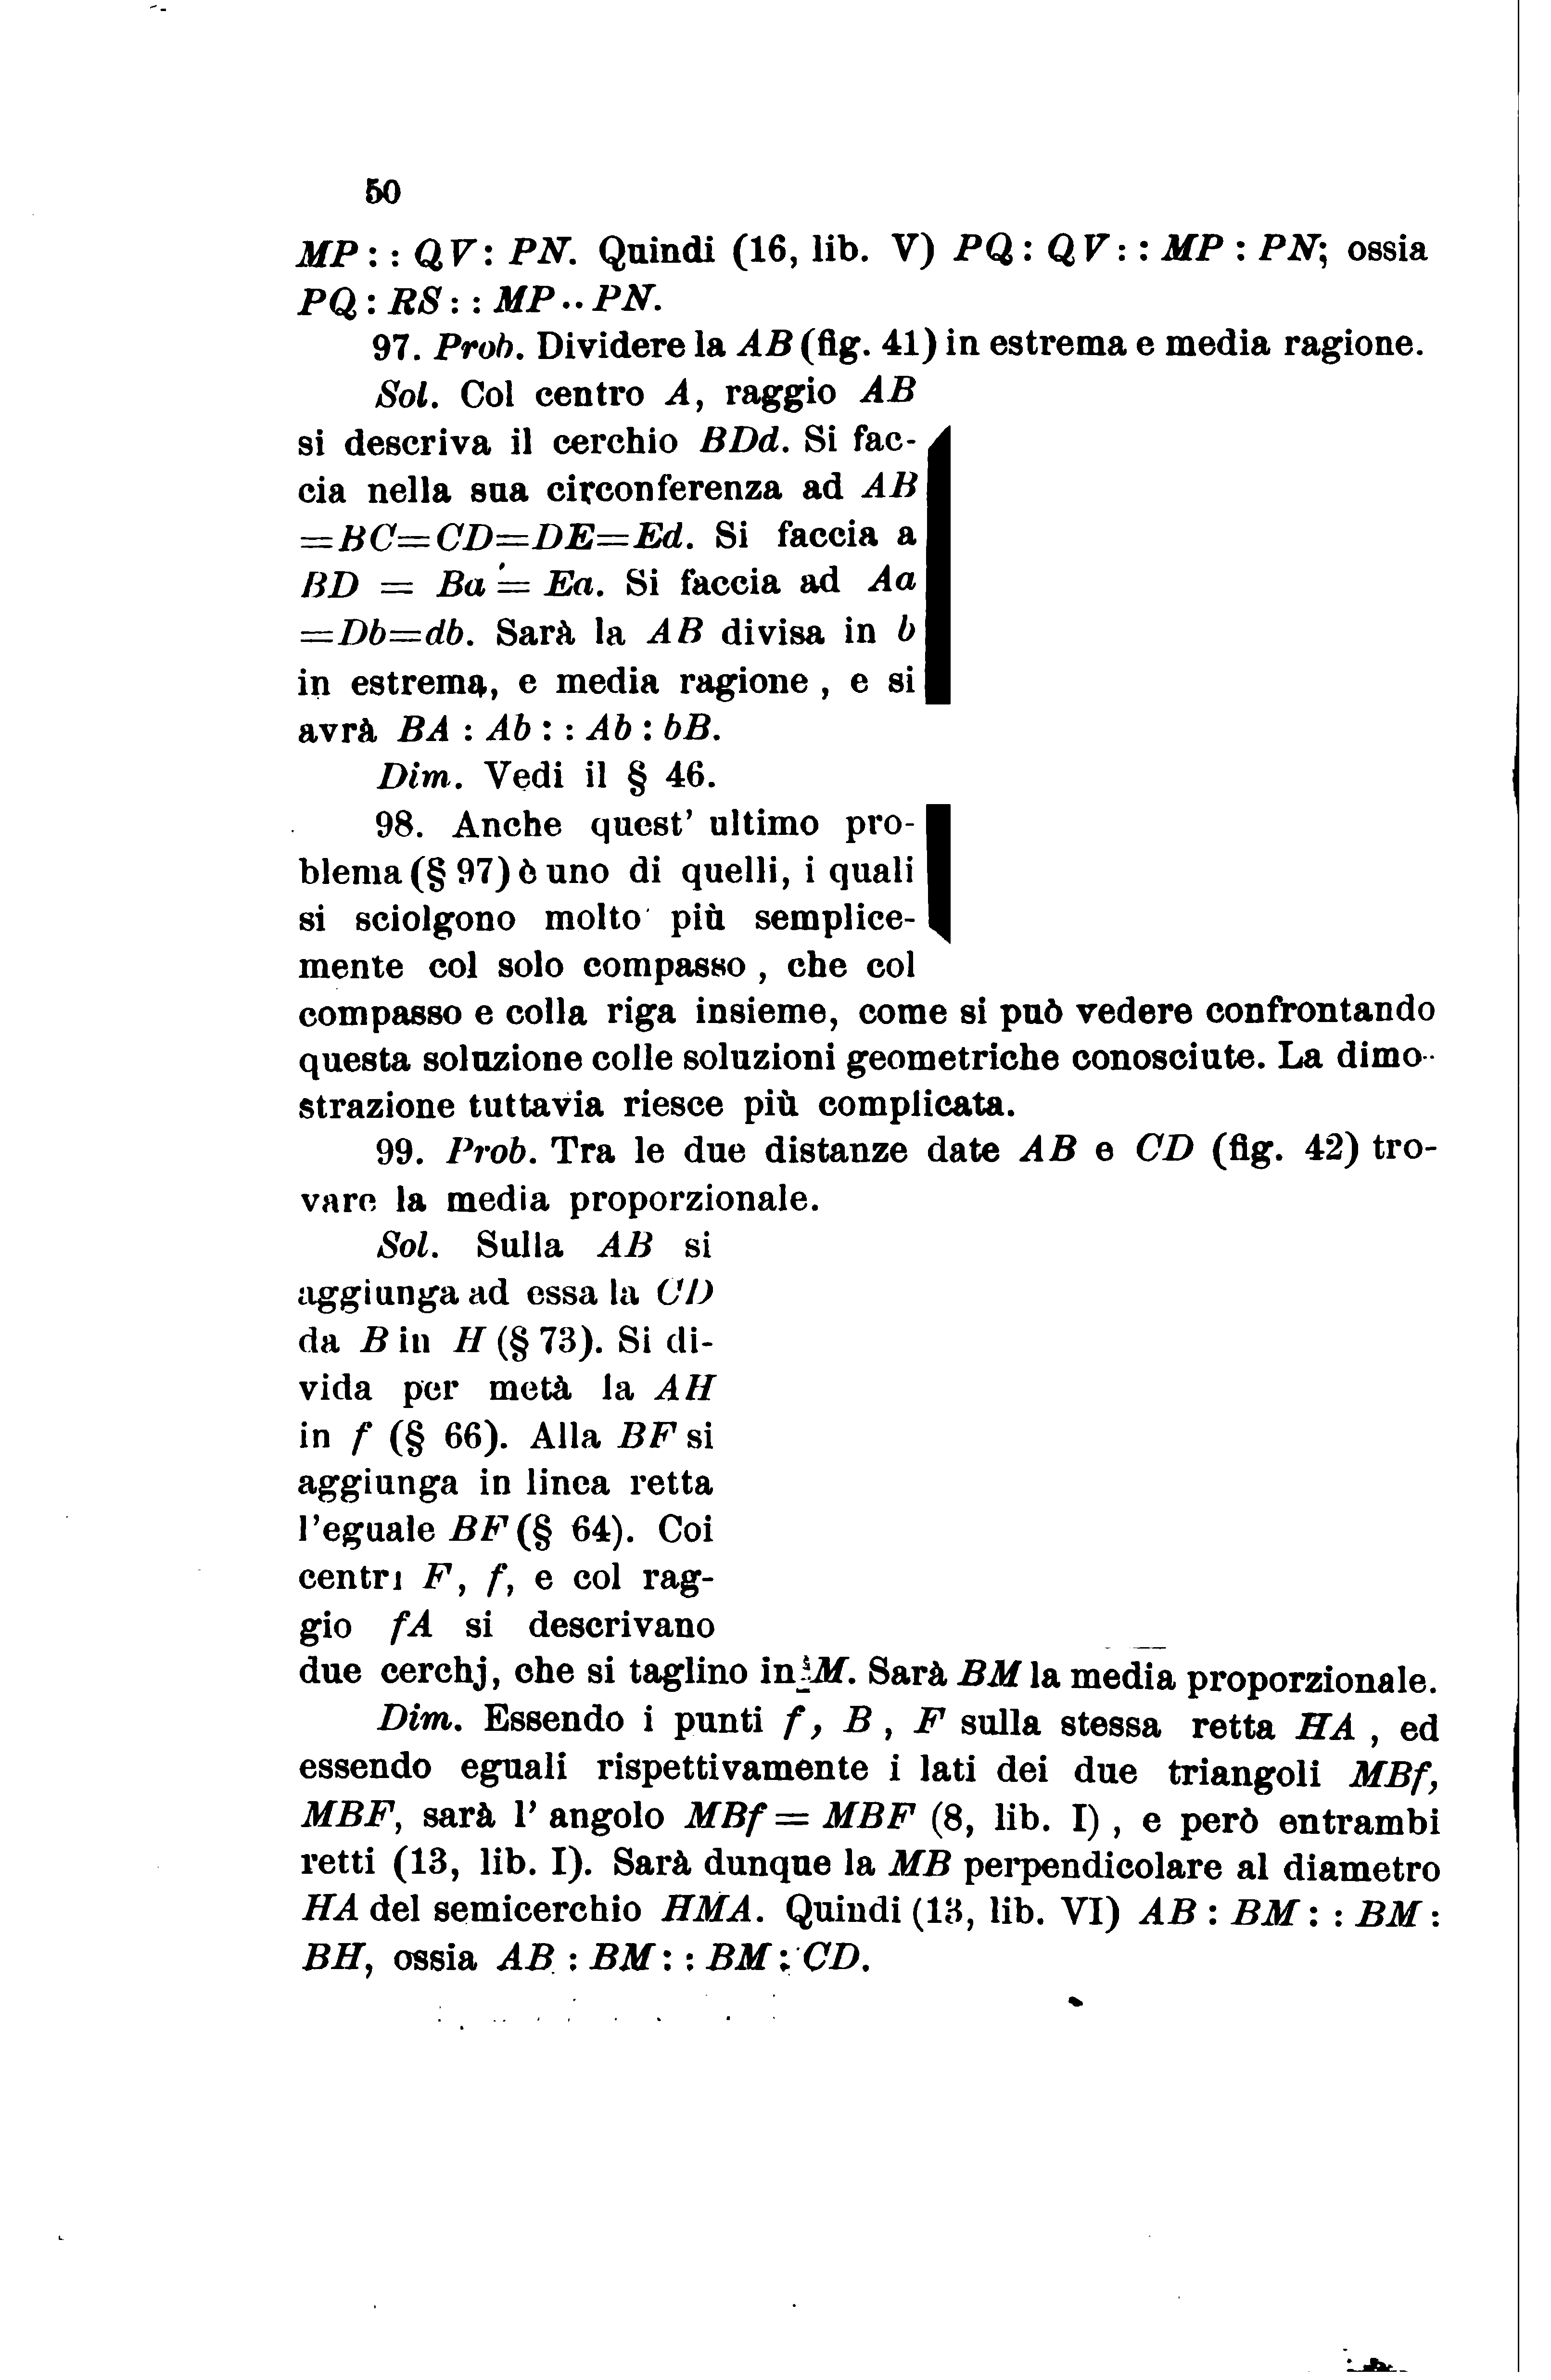 50
MP : : QV : PN. Quindi (16, lib. V) PQ : QV : : MP : PN; ossia
PQ : RS : : MP .. PN.
97. Prob. Dividere la AB (fig. 41) in estrema e media ragione.
Sol. Col centro A, raggio AB
si descriva il cerchio BDd. Si fac-
cia nella sua circonferenza ad AB
=BC=CD=DE=Ed. Si faccia a
BD = Ba = Ea. Si faccia ad Aa
=Db=db. Sarà la AB divisa in b
in estrema, e media ragione , e si
avrà BA : Ab : : Ab : bB.
Dim. Vedi il § 46.
98. Anche quest' ultimo pro-
blema (§ 97) è uno di quelli, i quali
si sciolgono molto più semplice-
mente col solo compasso , che col
compasso e colla riga insieme, come si può vedere confrontando
questa soluzione colle soluzioni geometriche conosciute. La dimo-
strazione tuttavia riesce più complicata.
99. Prob. Tra le due distanze date AB e CD (fig. 42) tro-
vare la media proporzionale.
Sol. Sulla AB si
aggiunga ad essa la CD
da B in H (§ 73). Si di-
vida per metà la AH
in f (§ 66). Alla BF si
aggiunga in linea retta
l'eguale BF (§ 64). Coi
centri F, f, e col rag-
gio fA si descrivano
due cerchj, che si taglino in M. Sarà BM la media proporzionale.
Dim. Essendo i punti f, B , F sulla stessa retta HA , ed
essendo eguali rispettivamente i lati dei due triangoli MBf,
MBF, sarà l' angolo MBf = MBF (8, lib. I) , e però entrambi
retti (13, lib. I). Sarà dunque la MB perpendicolare al diametro
HA del semicerchio HMA. Quindi (13, lib. VI) AB : BM : : BM :
BH, ossia AB : BM : : BM : CD.